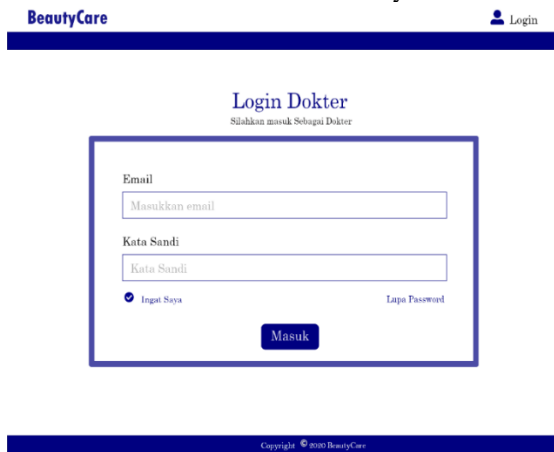 BeautyCare
Login
Login Dokter
Silahkan masuk Sebagai Dokter
Email
Masukkan email
Kata Sandi
Kata Sandi
Ingat Saya
Lupa Password
Masuk
Copyright © 2020 BeautyCare